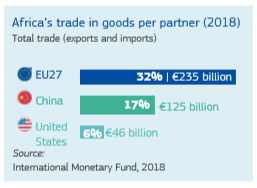 Africa's trade in goods per partner (2018)
Total trade (exports and imports)
EU27
32% | €235 billion
China
17% €125 billion
United
States
6% €46 billion
Source:
International Monetary Fund, 2018